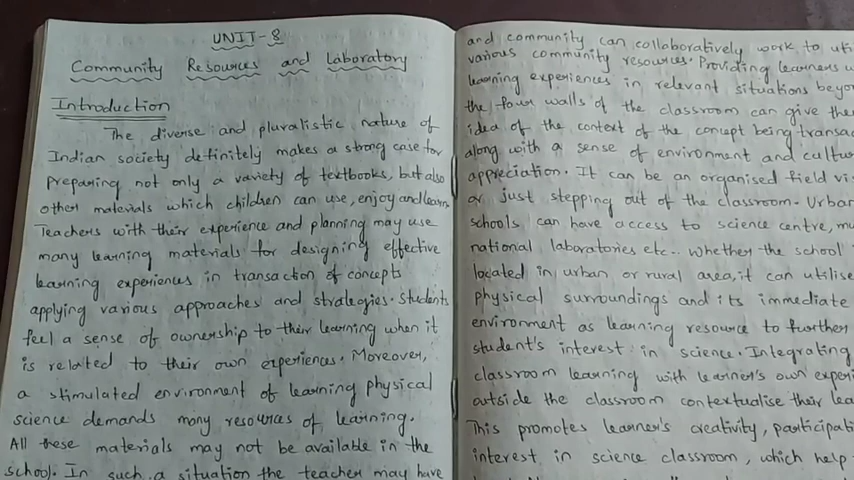 UNIT-8
Community Resources and Laboratory
Introduction
The diverse and pluralistic nature of
Indian society definitely makes a strong case for
preparing not only a variety of textbooks, but also
other materials which children can use, enjoy and learn.
Teachers with their experience and planning may use
many learning materials for designing effective
learning experiences in transaction of concepts
applying various approaches and strategies. Students
feel a sense of ownership to their learning when it
is related to their own experiences. Moreover,
a stimulated environment of learning physical
science demands many resources of learning.
All these materials may not be available in the
school. In such a situation the teacher may have
and community can collaboratively work to
various community resources. Providing learners
learning experiences in relevant situations
the four walls of the classroom can give
idea of the context of the concept being
along with a sense of environment and
appreciation. It can be an organised field
or just stepping out of the classroom. Urban
schools can have access to science centre,
national laboratories etc.. whether the school
located in urban or rural area, it can utilise
physical surroundings and its immediate
environment as learning resource to further
student's interest in science. Integrating
classroom learning with learner's own
outside the classroom contextualise their
This promotes learner's creativity,
interest in science classroom, which help